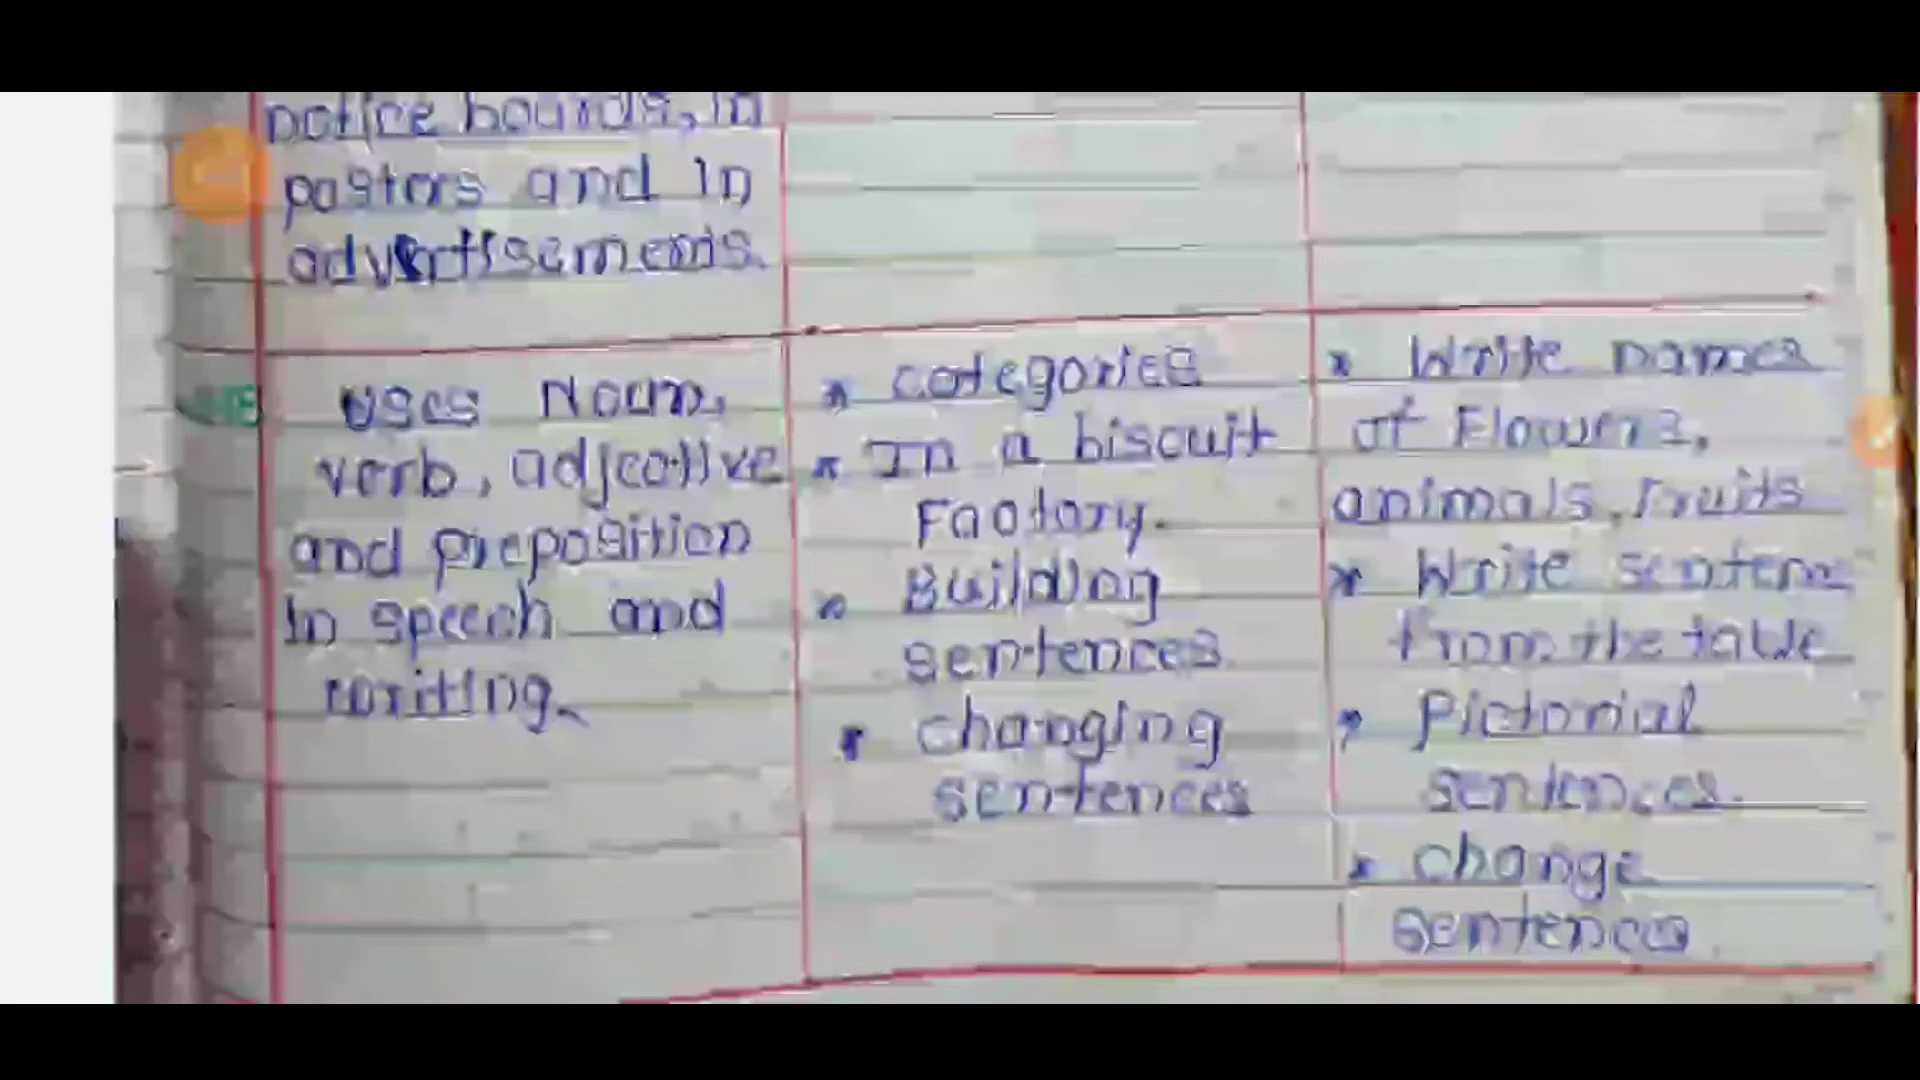 notice boards, in
postors and in
advertisements.
Uses Noun,
verb, adjective
and preposition
in speech and
writing.
* categories
* In a biscuit
Factory.
* Building
sentences.
* changing
sentences
* Write names
of Flowers,
animals, fruits
* Write sentenc
from the table
* Pictorial
sentences.
* change
sentences.